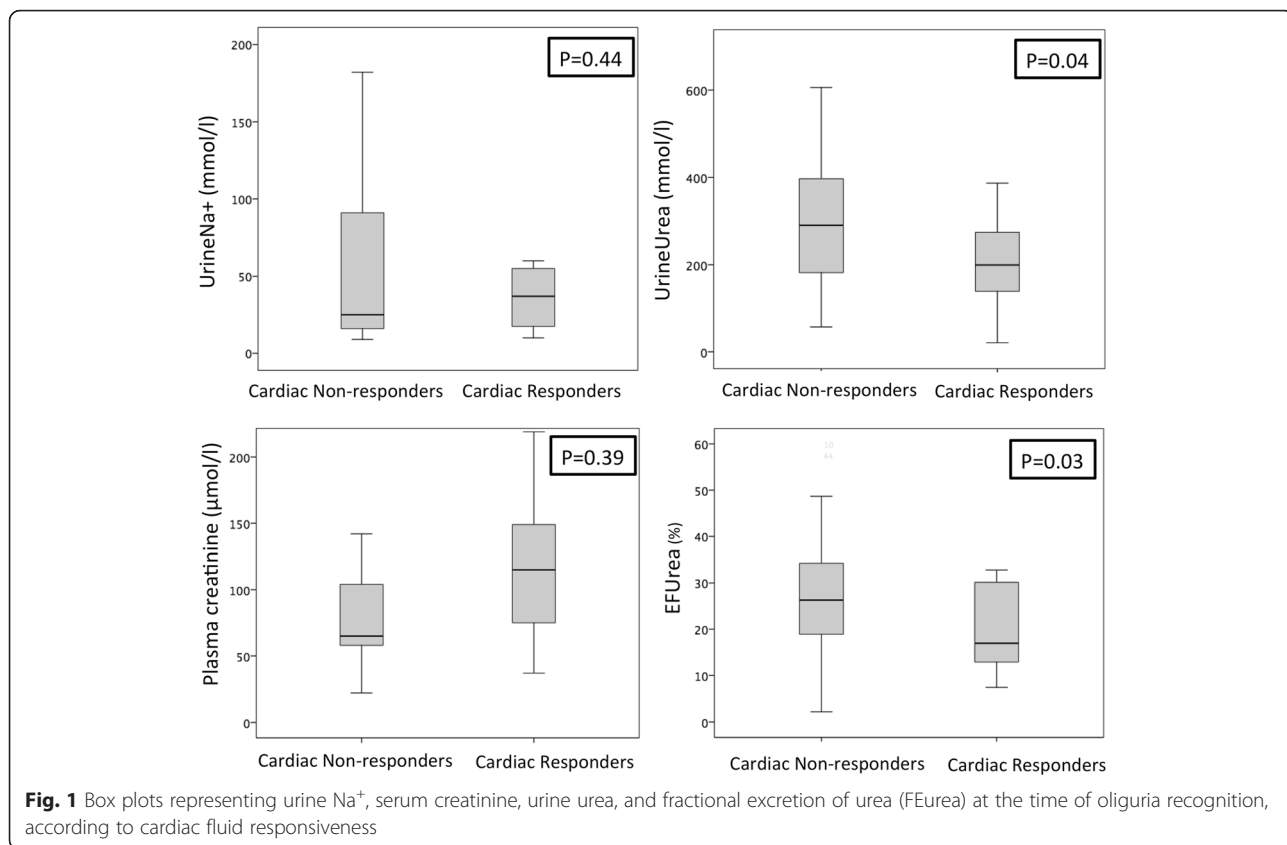 P=0.44
UrineNa+ (mmol/l)
200
150
100
50
0
Cardiac Non-responders Cardiac Responders
P=0.04
UrineUrea (mmol/l)
600
400
200
0
Cardiac Non-responders Cardiac Responders
P=0.39
Plasma creatinine (μmol/l)
200
150
100
50
0
Cardiac Non-responders Cardiac Responders
P=0.03
EFUrea (%)
60
50
40
30
20
10
0
10
44
Cardiac Non-responders Cardiac Responders
Fig. 1 Box plots representing urine Na⁺, serum creatinine, urine urea, and fractional excretion of urea (FEurea) at the time of oliguria recognition,
according to cardiac fluid responsiveness